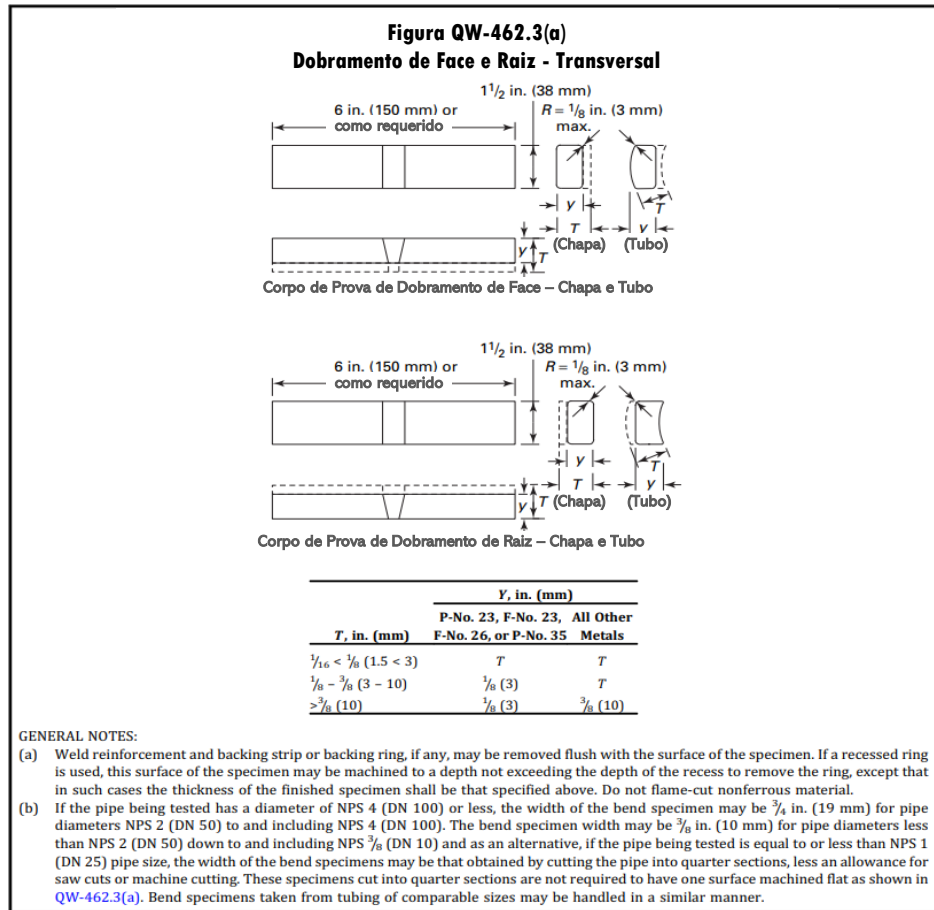 Figura QW-462.3(a)
Dobramento de Face e Raiz - Transversal
1 1/2 in. (38 mm)
6 in. (150 mm) or
como requerido
R = 1/8 in. (3 mm)
max.
y
T
T
y
(Chapa)
(Tubo)
y
T
Corpo de Prova de Dobramento de Face – Chapa e Tubo
1 1/2 in. (38 mm)
6 in. (150 mm) or
como requerido
R = 1/8 in. (3 mm)
max.
y
T
T
y
(Chapa)
(Tubo)
y
T
Corpo de Prova de Dobramento de Raiz – Chapa e Tubo
Y, in. (mm)
P-No. 23, F-No. 23, All Other
T, in. (mm) F-No. 26, or P-No. 35 Metals
1/16 < 1/8 (1.5 < 3) T T
1/8 – 3/8 (3 – 10) 1/8 (3) T
>3/8 (10) 1/8 (3) 3/8 (10)
GENERAL NOTES:
(a) Weld reinforcement and backing strip or backing ring, if any, may be removed flush with the surface of the specimen. If a recessed ring
is used, this surface of the specimen may be machined to a depth not exceeding the depth of the recess to remove the ring, except that
in such cases the thickness of the finished specimen shall be that specified above. Do not flame-cut nonferrous material.
(b) If the pipe being tested has a diameter of NPS 4 (DN 100) or less, the width of the bend specimen may be 3/4 in. (19 mm) for pipe
diameters NPS 2 (DN 50) to and including NPS 4 (DN 100). The bend specimen width may be 3/8 in. (10 mm) for pipe diameters less
than NPS 2 (DN 50) down to and including NPS 3/8 (DN 10) and as an alternative, if the pipe being tested is equal to or less than NPS 1
(DN 25) pipe size, the width of the bend specimens may be that obtained by cutting the pipe into quarter sections, less an allowance for
saw cuts or machine cutting. These specimens cut into quarter sections are not required to have one surface machined flat as shown in
QW-462.3(a). Bend specimens taken from tubing of comparable sizes may be handled in a similar manner.